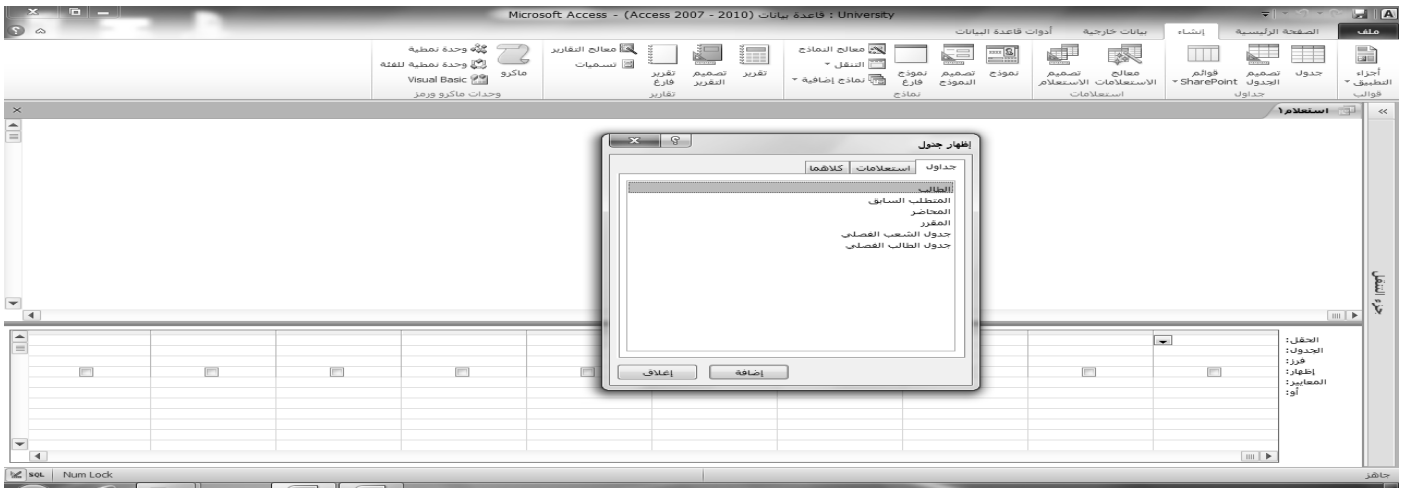 University : قاعدة بيانات (Access 2007 - 2010) - Microsoft Access
ملف الصفحة الرئيسية إنشاء بيانات خارجية أدوات قاعدة البيانات
أجزاء التطبيق
قوالب
جدول
تصميم الجدول
قوائم SharePoint
جداول
معالج الاستعلامات
تصميم الاستعلام
استعلامات
نموذج
تصميم النموذج
نموذج فارغ
معالج النماذج
التنقل
نماذج إضافية
نماذج
تقرير
تصميم التقرير
تقرير فارغ
معالج التقارير
تسميات
تقارير
ماكرو
وحدة نمطية
وحدة نمطية للفئة
Visual Basic
وحدات ماكرو ورمز
استعلام١
إظهار جدول
جداول استعلامات كلاهما
الطالب
المتطلب السابق
المحاضر
المقرر
جدول الشعب الفصلي
جدول الطالب الفصلي
إضافة إغلاق
جزء التنقل
الحقل:
الجدول:
فرز:
إظهار:
المعايير:
أو:
جاهز
Num Lock
SQL